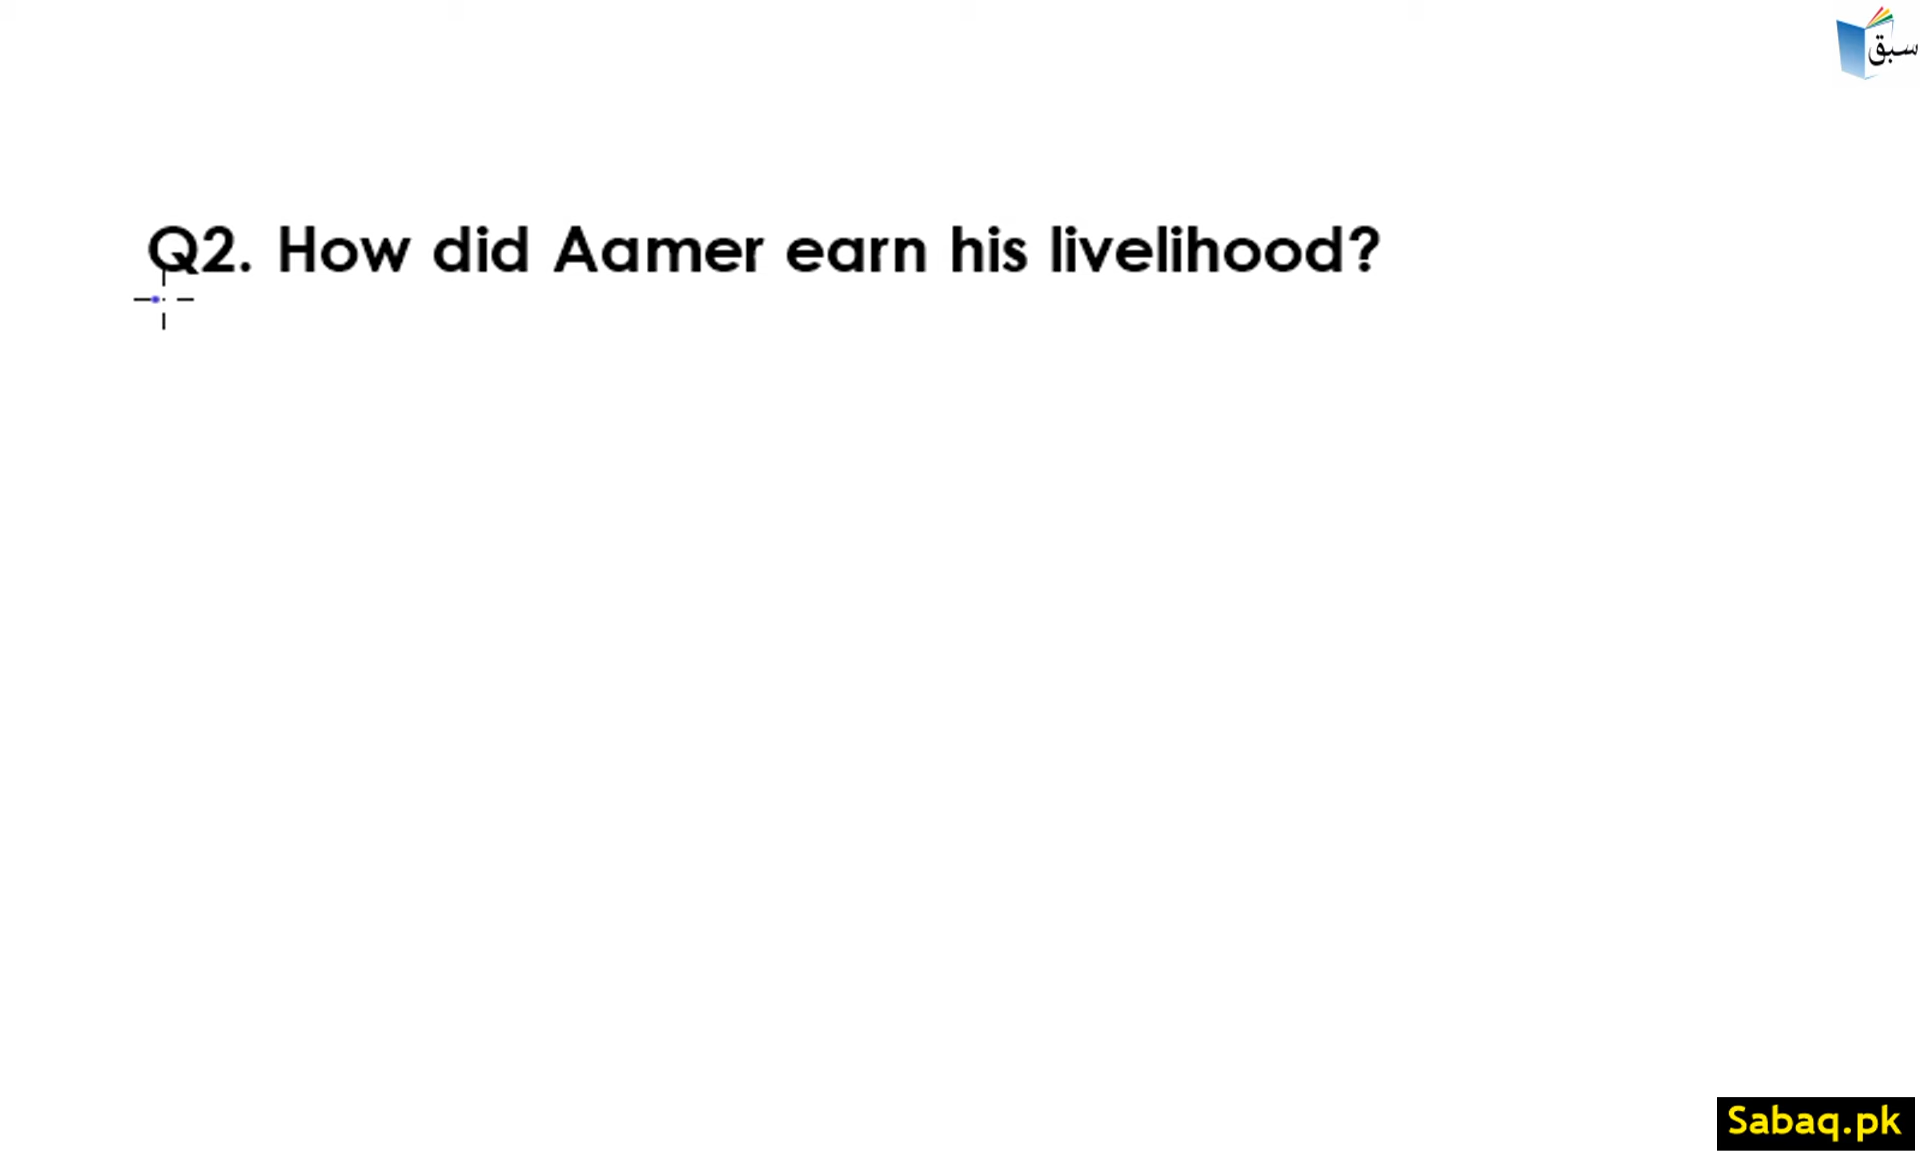 سبق
Q2. How did Aamer earn his livelihood?
Sabaq.pk